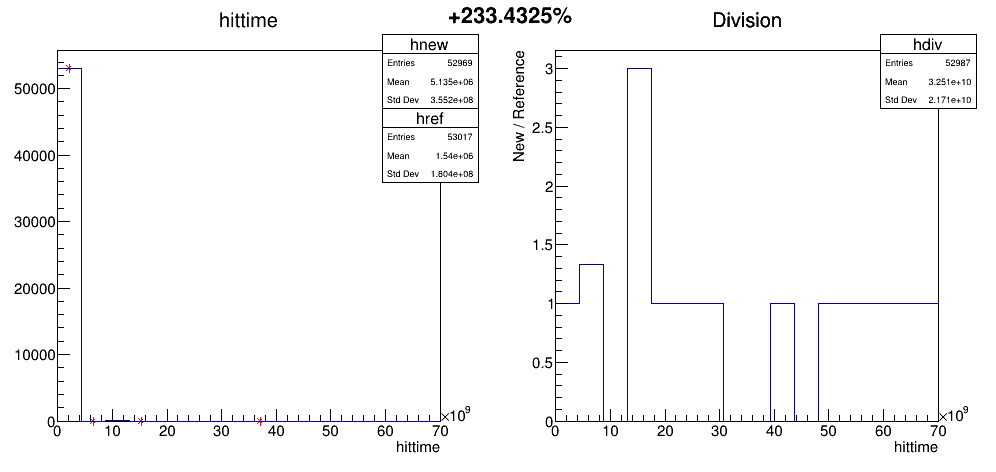 +233.4325%
hittime
hnew
Entries 52969
Mean 5.135e+06
Std Dev 3.552e+08
href
Entries 53017
Mean 1.54e+06
Std Dev 1.804e+08
50000
40000
30000
20000
10000
0
0 10 20 30 40 50 60 70
×10⁹
hittime
Division
hdiv
Entries 52987
Mean 3.251e+10
Std Dev 2.171e+10
New / Reference
3
2.5
2
1.5
1
0.5
0
0 10 20 30 40 50 60 70
×10⁹
hittime